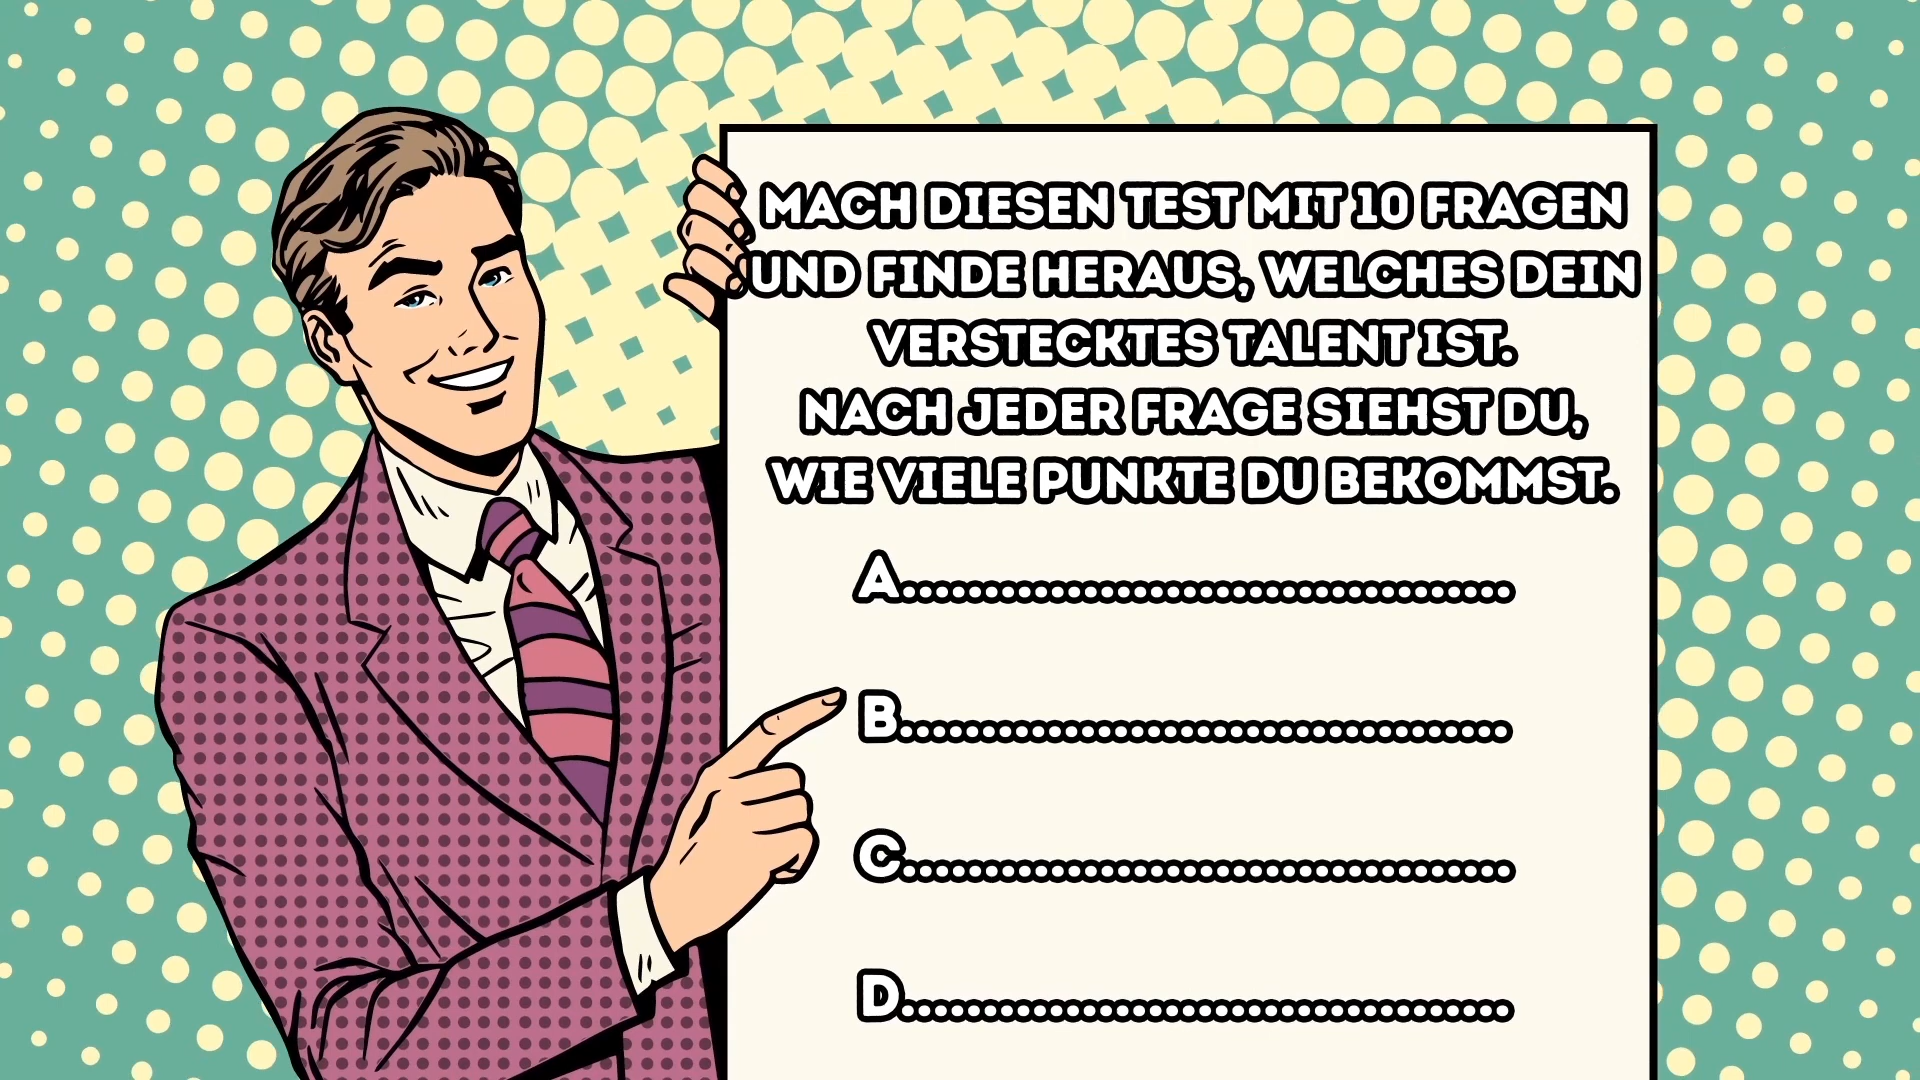 MACH DIESEN TEST MIT 10 FRAGEN
UND FINDE HERAUS, WELCHES DEIN
VERSTECKTES TALENT IST.
NACH JEDER FRAGE SIEHST DU,
WIE VIELE PUNKTE DU BEKOMMST.
A......................................
B......................................
C......................................
D......................................